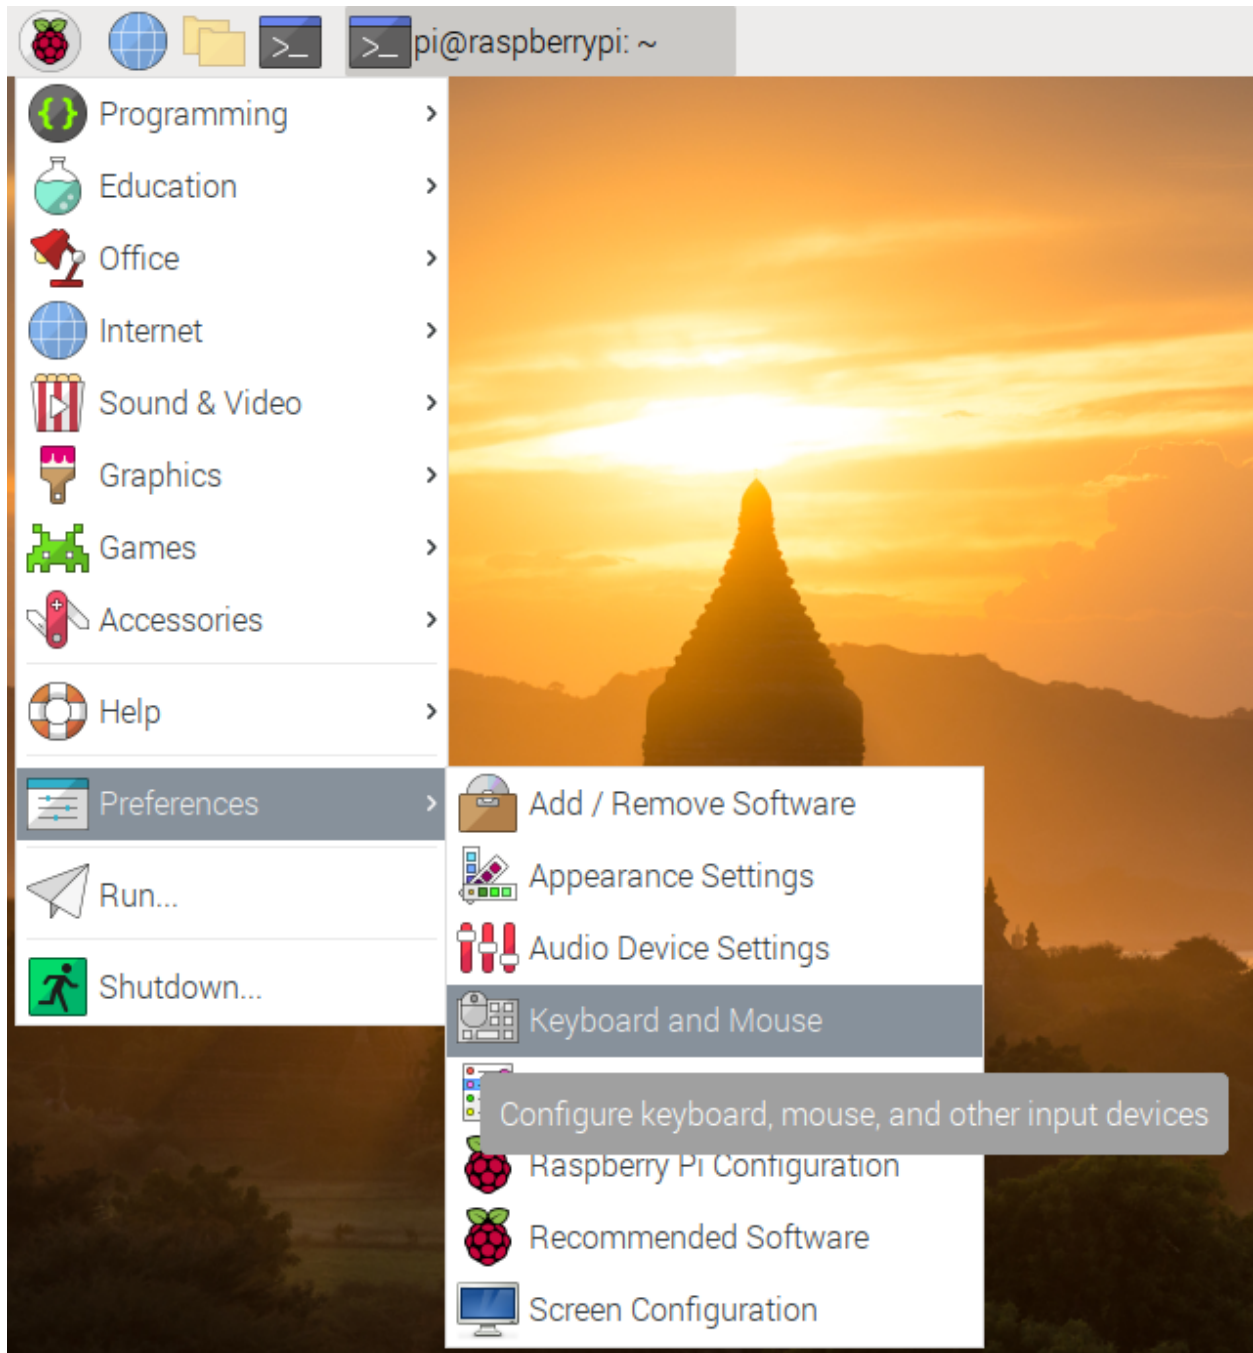 pi@raspberrypi: ~
Programming
Education
Office
Internet
Sound & Video
Graphics
Games
Accessories
Help
Preferences
Run...
Shutdown...
Add / Remove Software
Appearance Settings
Audio Device Settings
Keyboard and Mouse
Configure keyboard, mouse, and other input devices
Raspberry Pi Configuration
Recommended Software
Screen Configuration